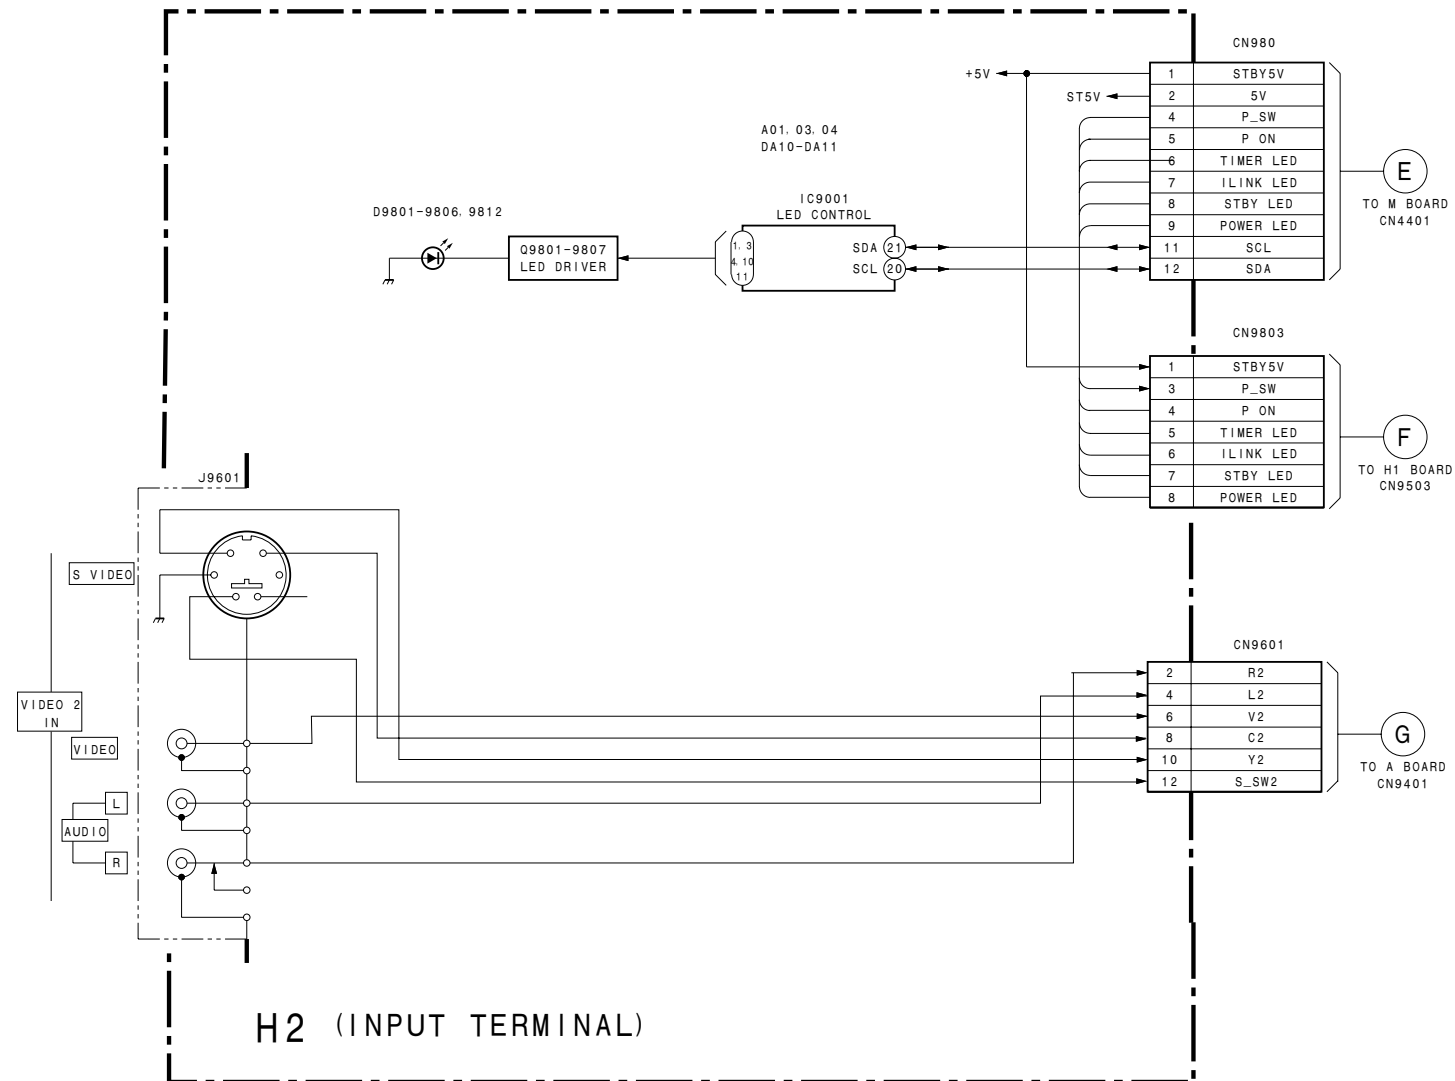 CN980
+5V
1 STBY5V
ST5V
2 5V
4 P_SW
5 P ON
6 TIMER LED
7 ILINK LED
8 STBY LED
9 POWER LED
11 SCL
12 SDA
E
TO M BOARD
CN4401
A01, 03, 04
DA10-DA11
IC9001
LED CONTROL
D9801-9806, 9812
Q9801-9807
LED DRIVER
1, 3
4, 10
11
SDA 21
SCL 20
CN9803
1 STBY5V
3 P_SW
4 P ON
5 TIMER LED
6 ILINK LED
7 STBY LED
8 POWER LED
F
TO H1 BOARD
CN9503
J9601
S VIDEO
VIDEO 2
IN
VIDEO
L
AUDIO
R
CN9601
2 R2
4 L2
6 V2
8 C2
10 Y2
12 S_SW2
G
TO A BOARD
CN9401
H2 (INPUT TERMINAL)